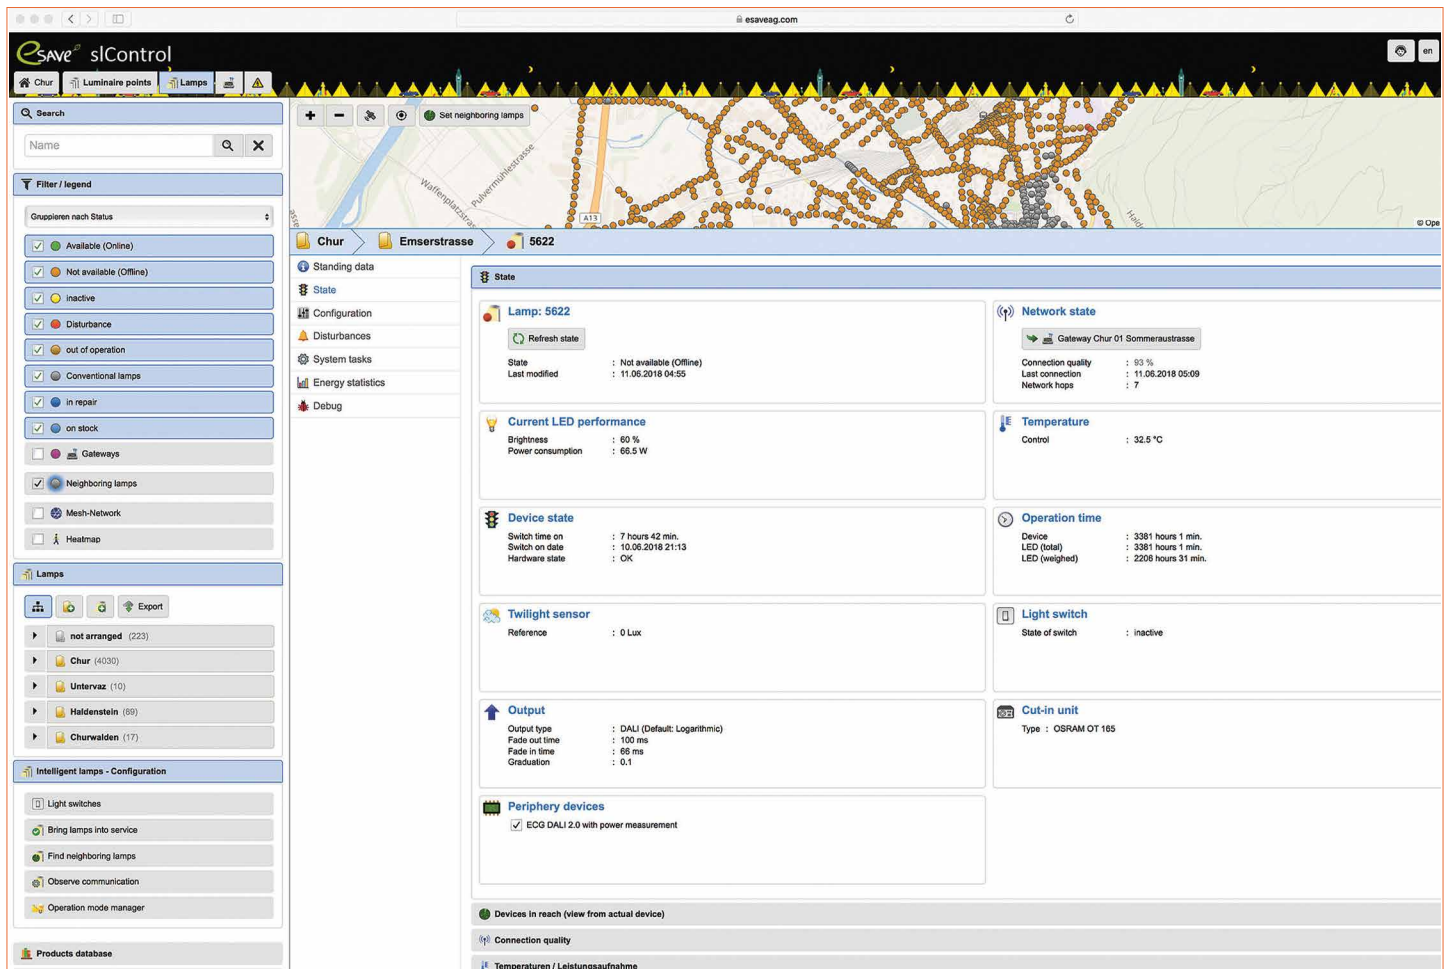 esaveag.com
esave slControl
en
Chur
Luminaire points
Lamps
Search
Name
Filter / legend
Gruppieren nach Status
Available (Online)
Not available (Offline)
inactive
Disturbance
out of operation
Conventional lamps
in repair
on stock
Gateways
Neighboring lamps
Mesh-Network
Heatmap
Lamps
Export
not arranged (223)
Chur (4030)
Untervaz (10)
Haldenstein (69)
Churwalden (17)
Intelligent lamps - Configuration
Light switches
Bring lamps into service
Find neighboring lamps
Observe communication
Operation mode manager
Products database
Set neighboring lamps
Waffenplatzstras
Pulvermühlestrasse
A13
© Ope
Chur
Emserstrasse
5622
Standing data
State
Configuration
Disturbances
System tasks
Energy statistics
Debug
State
Lamp: 5622
Refresh state
State : Not available (Offline)
Last modified : 11.06.2018 04:55
Network state
Gateway Chur 01 Sommeraustrasse
Connection quality : 93 %
Last connection : 11.06.2018 05:09
Network hops : 7
Current LED performance
Brightness : 60 %
Power consumption : 66.5 W
Temperature
Control : 32.5 °C
Device state
Switch time on : 7 hours 42 min.
Switch on date : 10.06.2018 21:13
Hardware state : OK
Operation time
Device : 3381 hours 1 min.
LED (total) : 3381 hours 1 min.
LED (weighed) : 2206 hours 31 min.
Twilight sensor
Reference : 0 Lux
Light switch
State of switch : inactive
Output
Output type : DALI (Default: Logarithmic)
Fade out time : 100 ms
Fade in time : 66 ms
Graduation : 0.1
Cut-in unit
Type : OSRAM OT 165
Periphery devices
ECG DALI 2.0 with power measurement
Devices in reach (view from actual device)
Connection quality
Temperaturen / Leistungsaufnahme